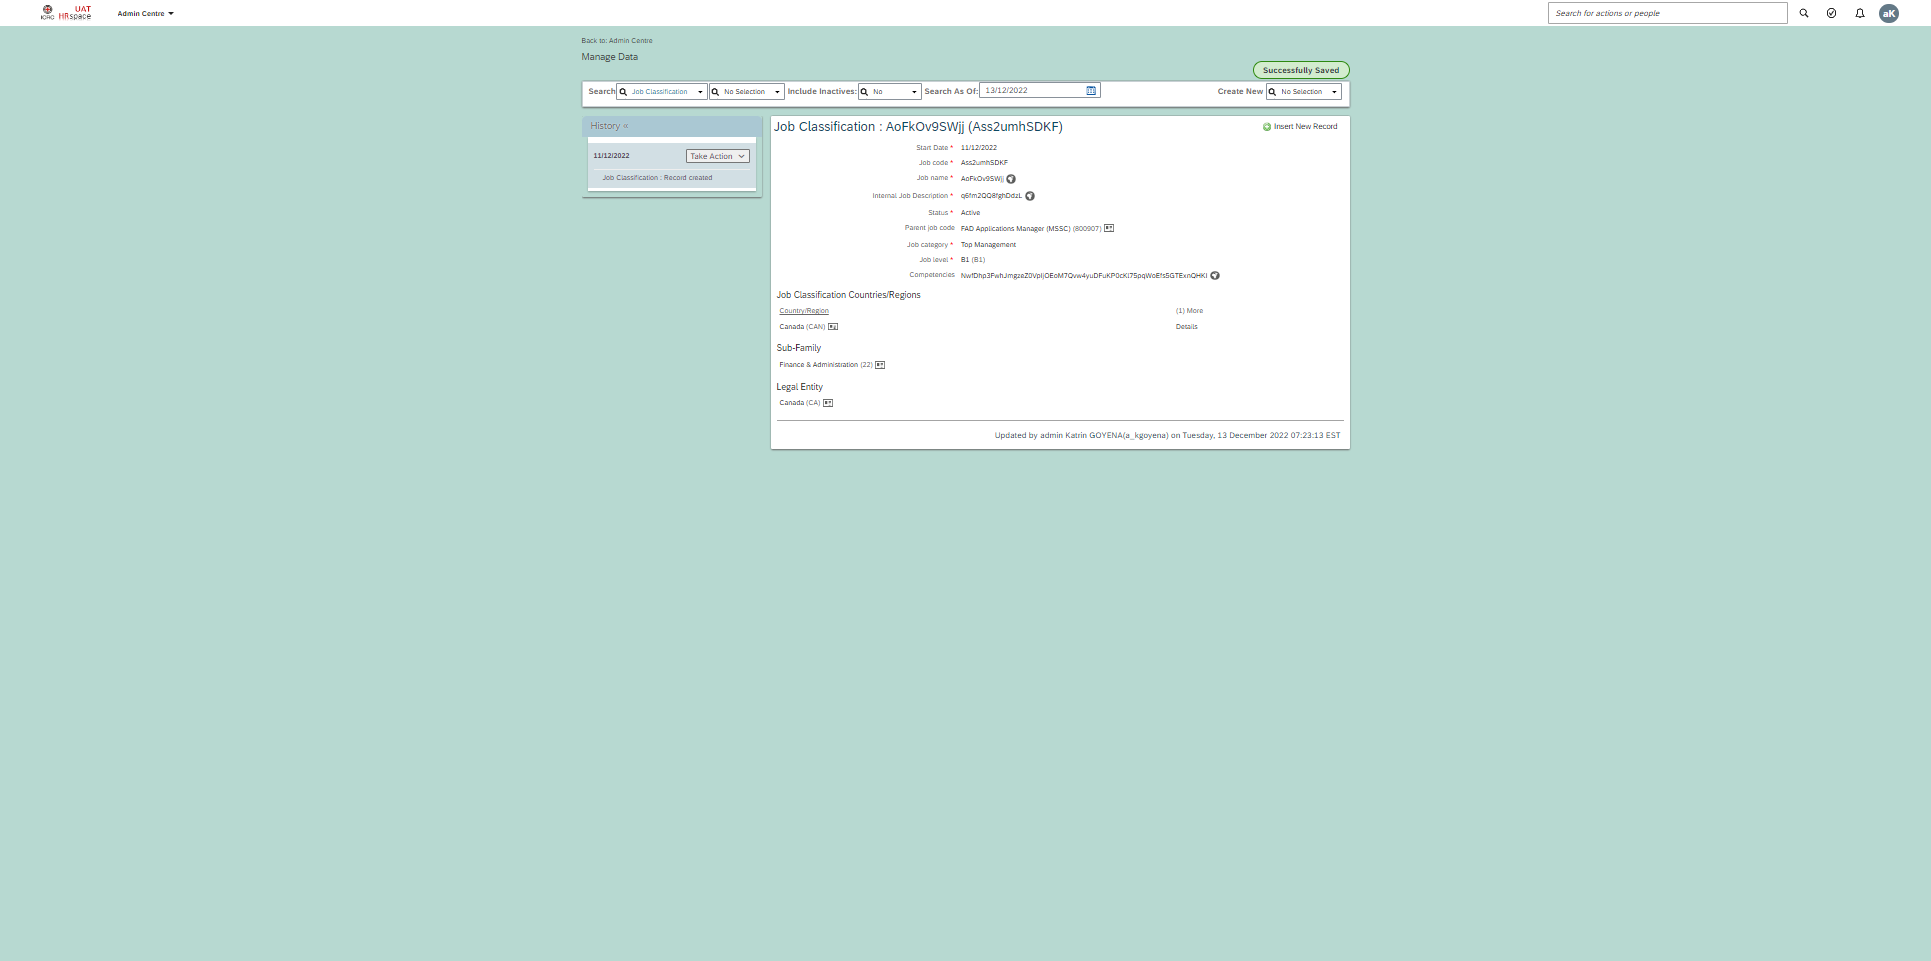 ICRC UAT HRspace Admin Centre Search for actions or people aK
Back to: Admin Centre
Manage Data
Successfully Saved
Search Job Classification No Selection Include Inactives: No Search As Of: 13/12/2022 Create New No Selection
History «
11/12/2022 Take Action
Job Classification : Record created
Job Classification : AoFkOv9SWjj (Ass2umhSDKF) Insert New Record
Start Date * 11/12/2022
Job code * Ass2umhSDKF
Job name * AoFkOv9SWjj
Internal Job Description * q6fm2QQ8fghDdzL
Status * Active
Parent job code FAD Applications Manager (MSSC) (800907)
Job category * Top Management
Job level * B1 (B1)
Competencies
Job Classification Countries/Regions
Country/Region (1) More
Canada (CAN) Details
Sub-Family
Finance & Administration (22)
Legal Entity
Canada (CA)
Updated by admin Katrin GOYENA(a_kgoyena) on Tuesday, 13 December 2022 07:23:13 EST